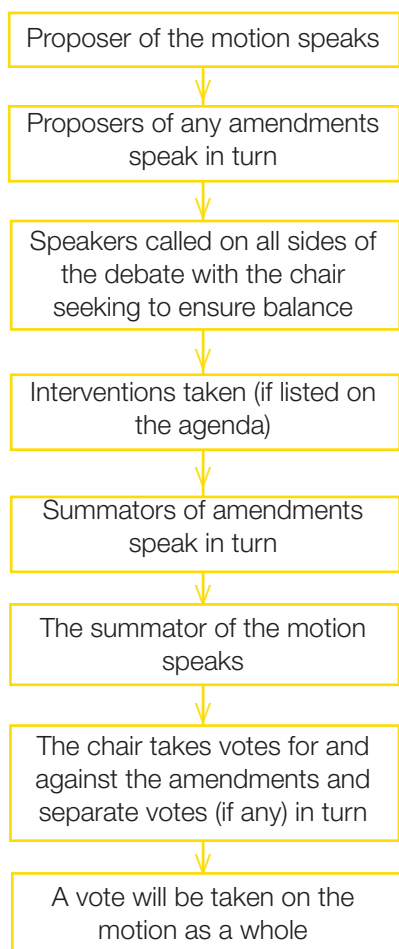 Proposer of the motion speaks
Proposers of any amendments
speak in turn
Speakers called on all sides of
the debate with the chair
seeking to ensure balance
Interventions taken (if listed on
the agenda)
Summators of amendments
speak in turn
The summator of the motion
speaks
The chair takes votes for and
against the amendments and
separate votes (if any) in turn
A vote will be taken on the
motion as a whole